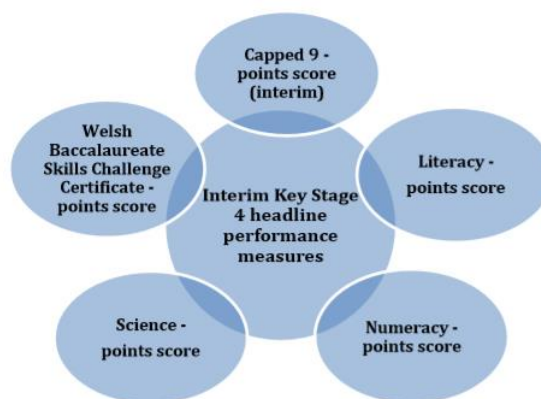 Capped 9 -
points score
(interim)
Welsh
Baccalaureate
Skills Challenge
Certificate -
points score
Literacy -
points score
Interim Key Stage
4 headline
performance
measures
Science -
points score
Numeracy -
points score